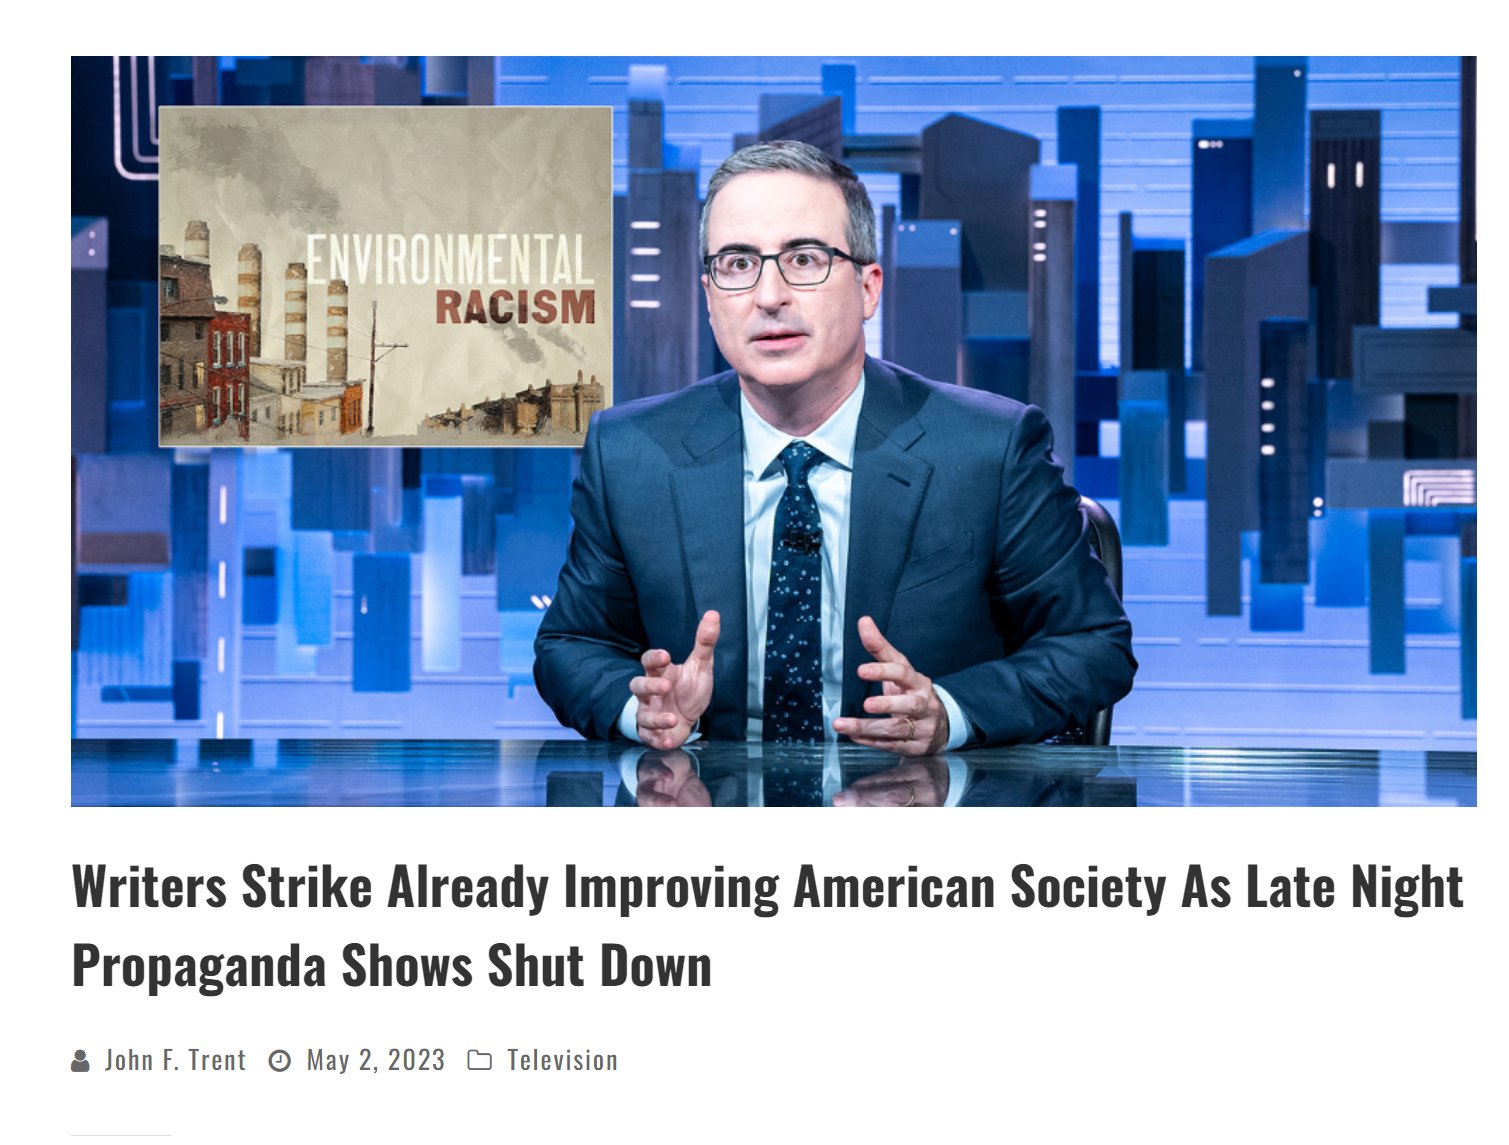 ENVIRONMENTAL
RACISM
Writers Strike Already Improving American Society As Late Night
Propaganda Shows Shut Down
John F. Trent May 2, 2023 Television